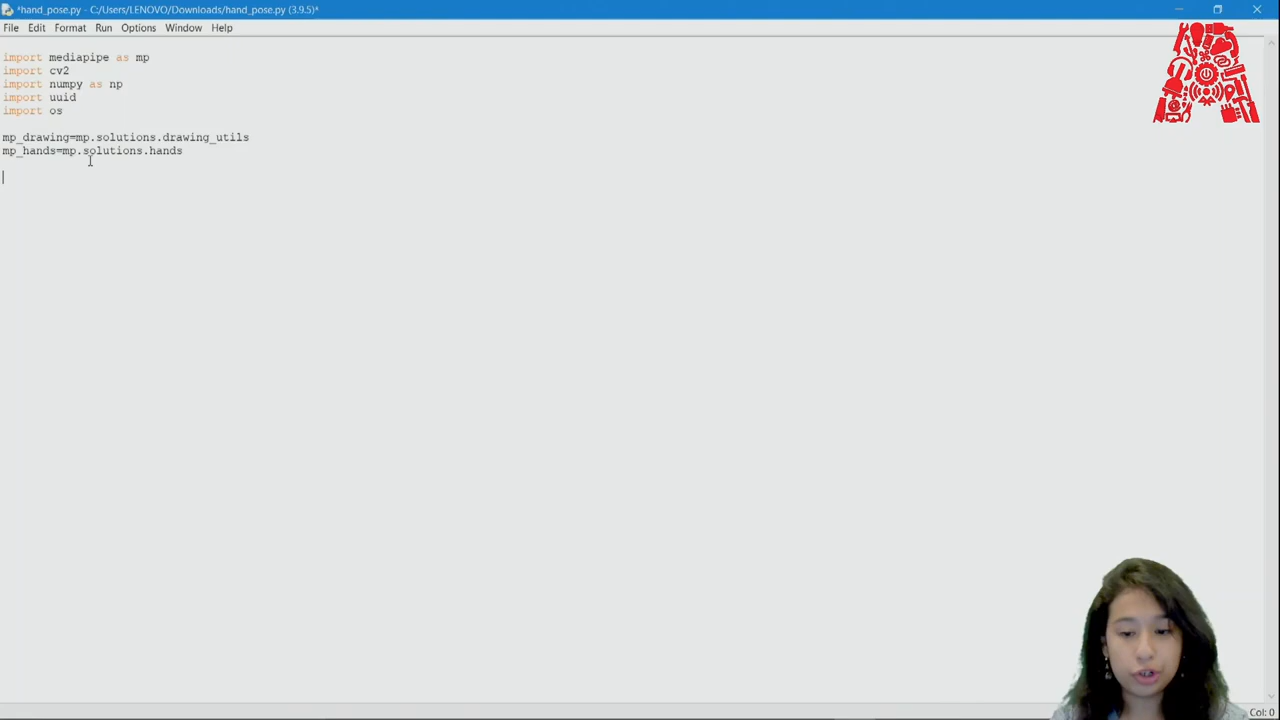 *hand_pose.py - C:/Users/LENOVO/Downloads/hand_pose.py (3.9.5)*
File Edit Format Run Options Window Help
import mediapipe as mp
import cv2
import numpy as np
import uuid
import os
mp_drawing=mp.solutions.drawing_utils
mp_hands=mp.solutions.hands
Col: 0